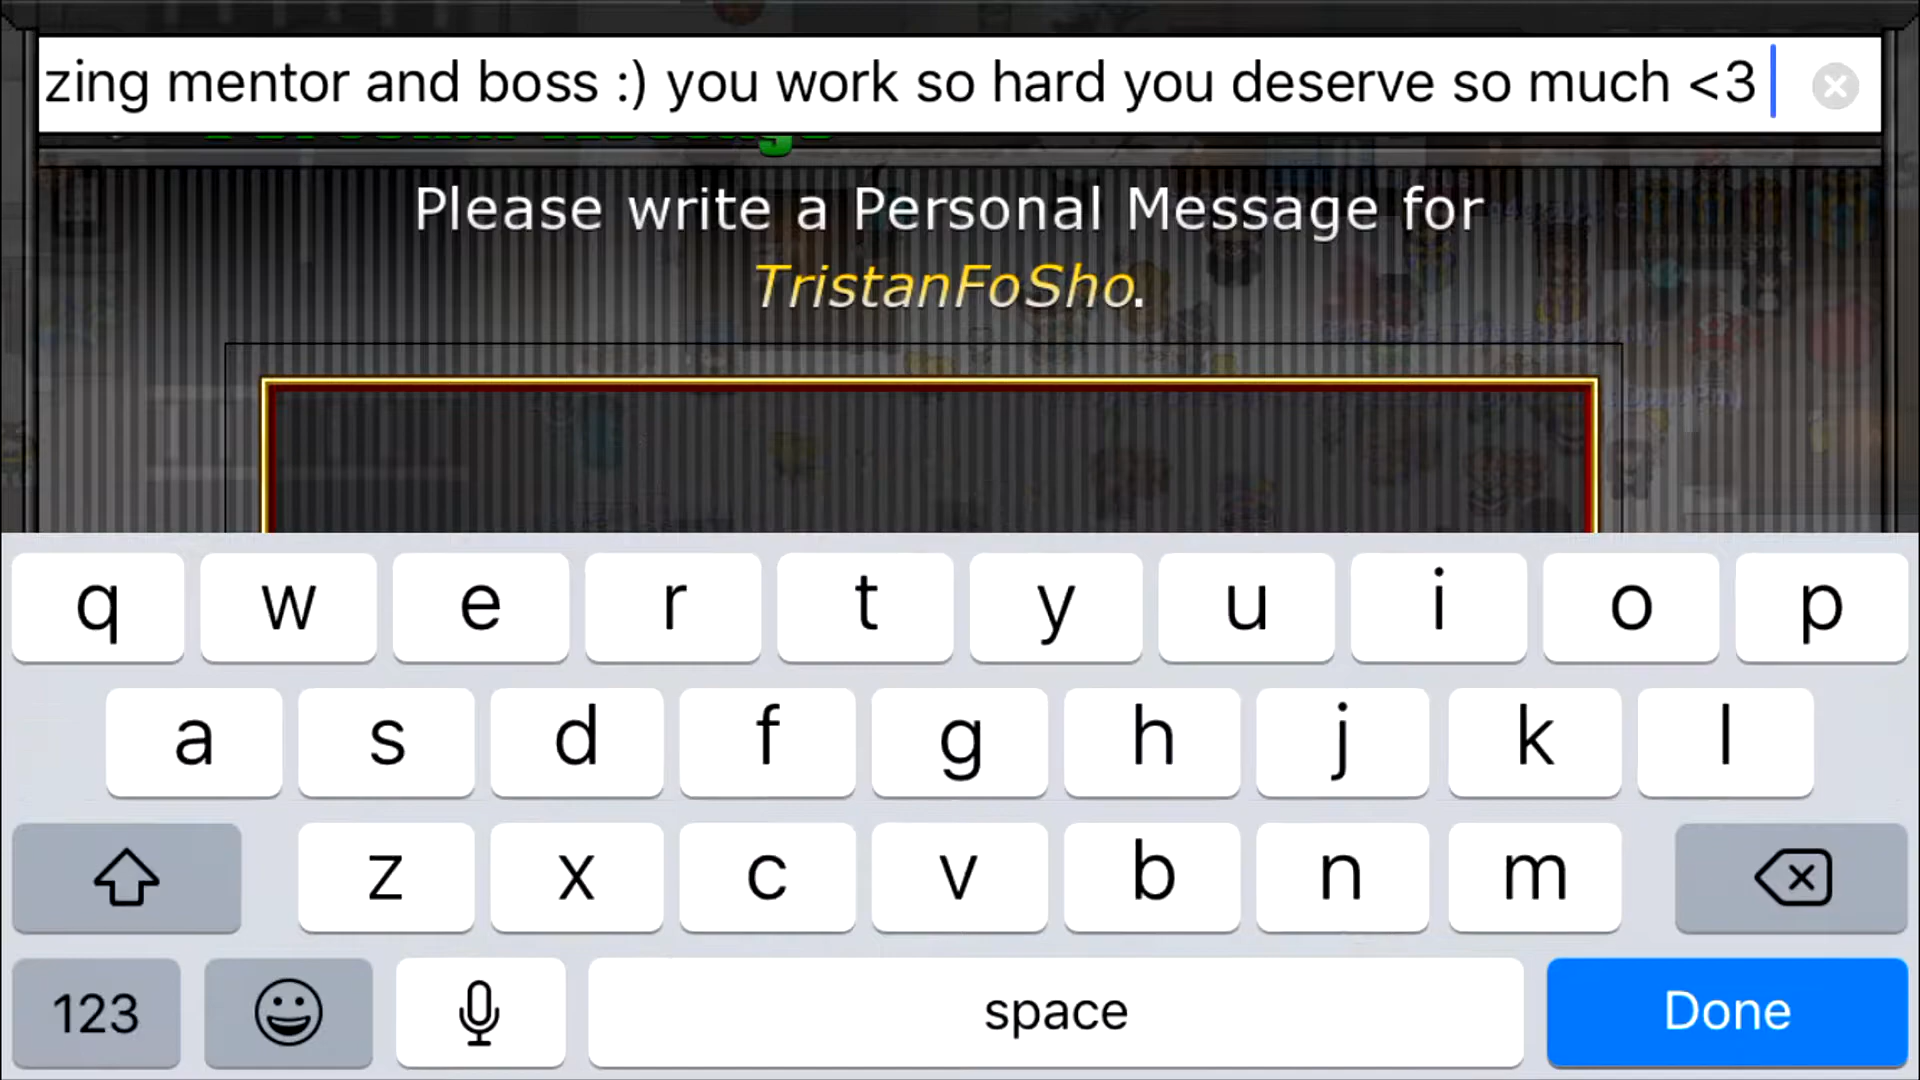 zing mentor and boss :) you work so hard you deserve so much <3
Please write a Personal Message for
TristanFoSho.
q w e r t y u i o p
a s d f g h j k l
z x c v b n m
123 space Done